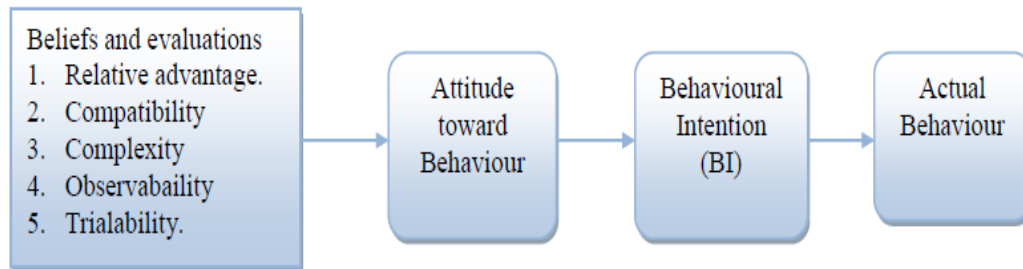 Beliefs and evaluations
1. Relative advantage.
2. Compatibility
3. Complexity
4. Observabaility
5. Trialability.
Attitude
toward
Behaviour
Behavioural
Intention
(BI)
Actual
Behaviour